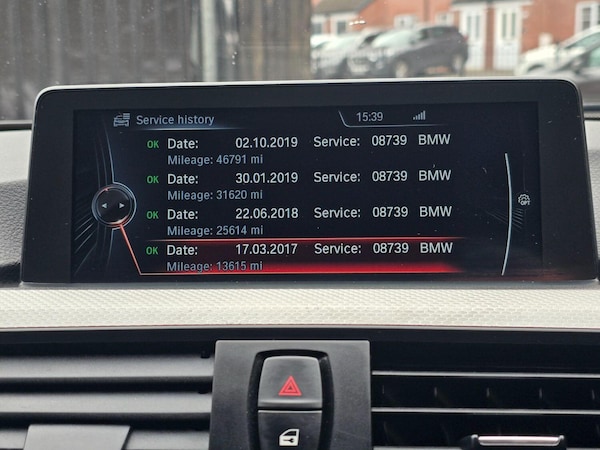 Service history 15:39
OK Date: 02.10.2019 Service: 08739 BMW
Mileage: 46791 mi
OK Date: 30.01.2019 Service: 08739 BMW
Mileage: 31620 mi
OK Date: 22.06.2018 Service: 08739 BMW
Mileage: 25614 mi
OK Date: 17.03.2017 Service: 08739 BMW
Mileage: 13615 mi